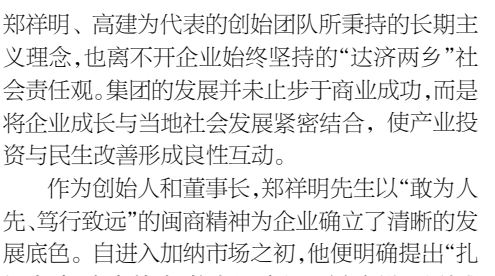 郑祥明、高建为代表的创始团队所秉持的长期主
义理念,也离不开企业始终坚持的“达济两乡”社
会责任观。集团的发展并未止步于商业成功,而是
将企业成长与当地社会发展紧密结合,使产业投
资与民生改善形成良性互动。
作为创始人和董事长,郑祥明先生以“敢为人
先、笃行致远”的闽商精神为企业确立了清晰的发
展底色。自进入加纳市场之初,他便明确提出“扎